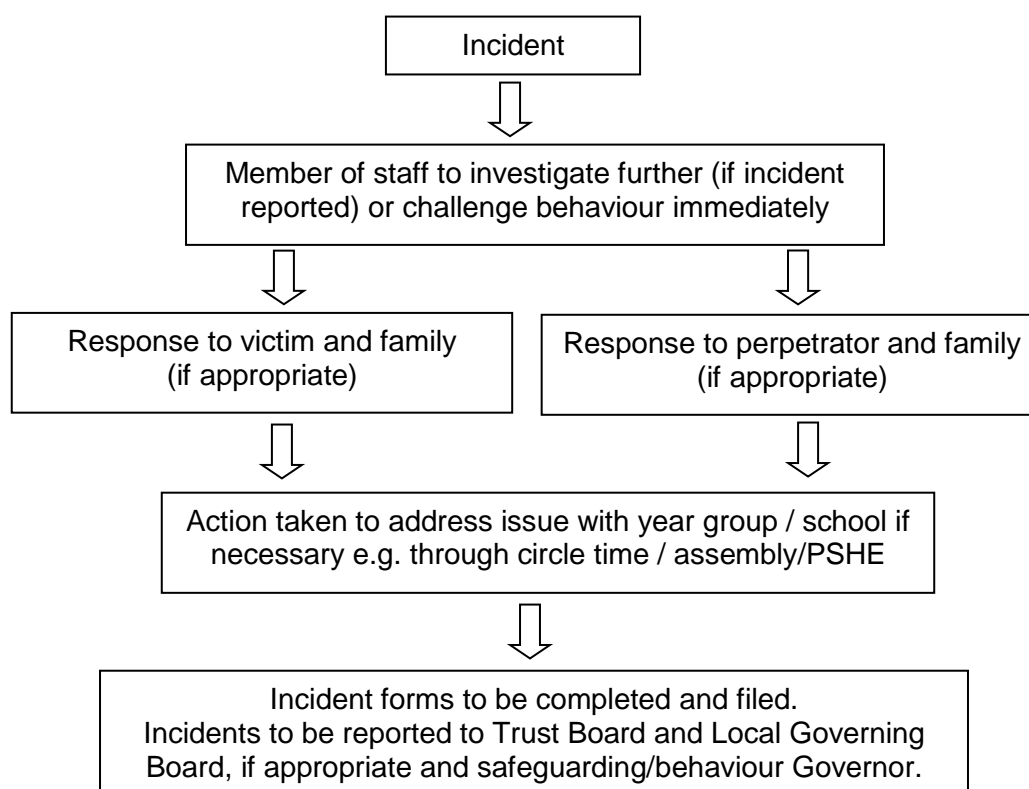 Incident
Member of staff to investigate further (if incident
reported) or challenge behaviour immediately
Response to victim and family
(if appropriate)
Response to perpetrator and family
(if appropriate)
Action taken to address issue with year group / school if
necessary e.g. through circle time / assembly/PSHE
Incident forms to be completed and filed.
Incidents to be reported to Trust Board and Local Governing
Board, if appropriate and safeguarding/behaviour Governor.